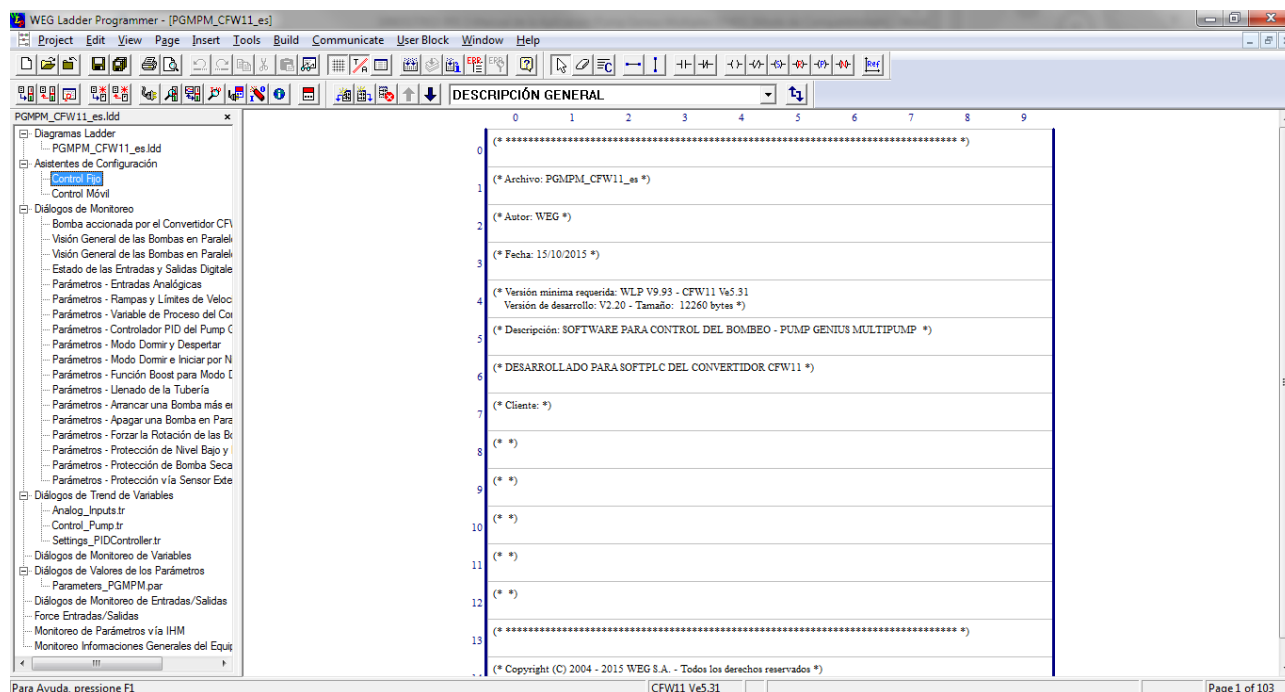 WEG Ladder Programmer - [PGMPM_CFW11_es]
Project Edit View Page Insert Tools Build Communicate User Block Window Help
DESCRIPCIÓN GENERAL
PGMPM_CFW11_es.ldd
Diagramas Ladder
PGMPM_CFW11_es.ldd
Asistentes de Configuración
Control Fijo
Control Móvil
Diálogos de Monitoreo
Bomba accionada por el Convertidor CFW
Visión General de las Bombas en Paralelo
Visión General de las Bombas en Paralelo
Estado de las Entradas y Salidas Digitale
Parámetros - Entradas Analógicas
Parámetros - Rampas y Límites de Veloc
Parámetros - Variable de Proceso del Co
Parámetros - Controlador PID del Pump G
Parámetros - Modo Dormir y Despertar
Parámetros - Modo Dormir e Iniciar por N
Parámetros - Función Boost para Modo D
Parámetros - Llenado de la Tubería
Parámetros - Arrancar una Bomba más e
Parámetros - Apagar una Bomba en Para
Parámetros - Forzar la Rotación de las Bo
Parámetros - Protección de Nivel Bajo y
Parámetros - Protección de Bomba Seca
Parámetros - Protección vía Sensor Exte
Diálogos de Trend de Variables
Analog_Inputs.tr
Control_Pump.tr
Settings_PIDController.tr
Diálogos de Monitoreo de Variables
Diálogos de Valores de los Parámetros
Parameters_PGMPM.par
Diálogos de Monitoreo de Entradas/Salidas
Force Entradas/Salidas
Monitoreo de Parámetros vía IHM
Monitoreo Informaciones Generales del Equip
0 1 2 3 4 5 6 7 8 9
0 (* ******************************************************************************** *)
1 (* Archivo: PGMPM_CFW11_es *)
2 (* Autor: WEG *)
3 (* Fecha: 15/10/2015 *)
4 (* Versión minima requerida: WLP V9.93 - CFW11 Ve5.31
Versión de desarrollo: V2.20 - Tamaño: 12260 bytes *)
5 (* Descripción: SOFTWARE PARA CONTROL DEL BOMBEO - PUMP GENIUS MULTIPUMP *)
6 (* DESARROLLADO PARA SOFTPLC DEL CONVERTIDOR CFW11 *)
7 (* Cliente: *)
8 (* *)
9 (* *)
10 (* *)
11 (* *)
12 (* *)
13 (* ******************************************************************************** *)
(* Copyright (C) 2004 - 2015 WEG S.A. - Todos los derechos reservados *)
Para Ayuda, pressione F1
CFW11 Ve5.31
Page 1 of 103